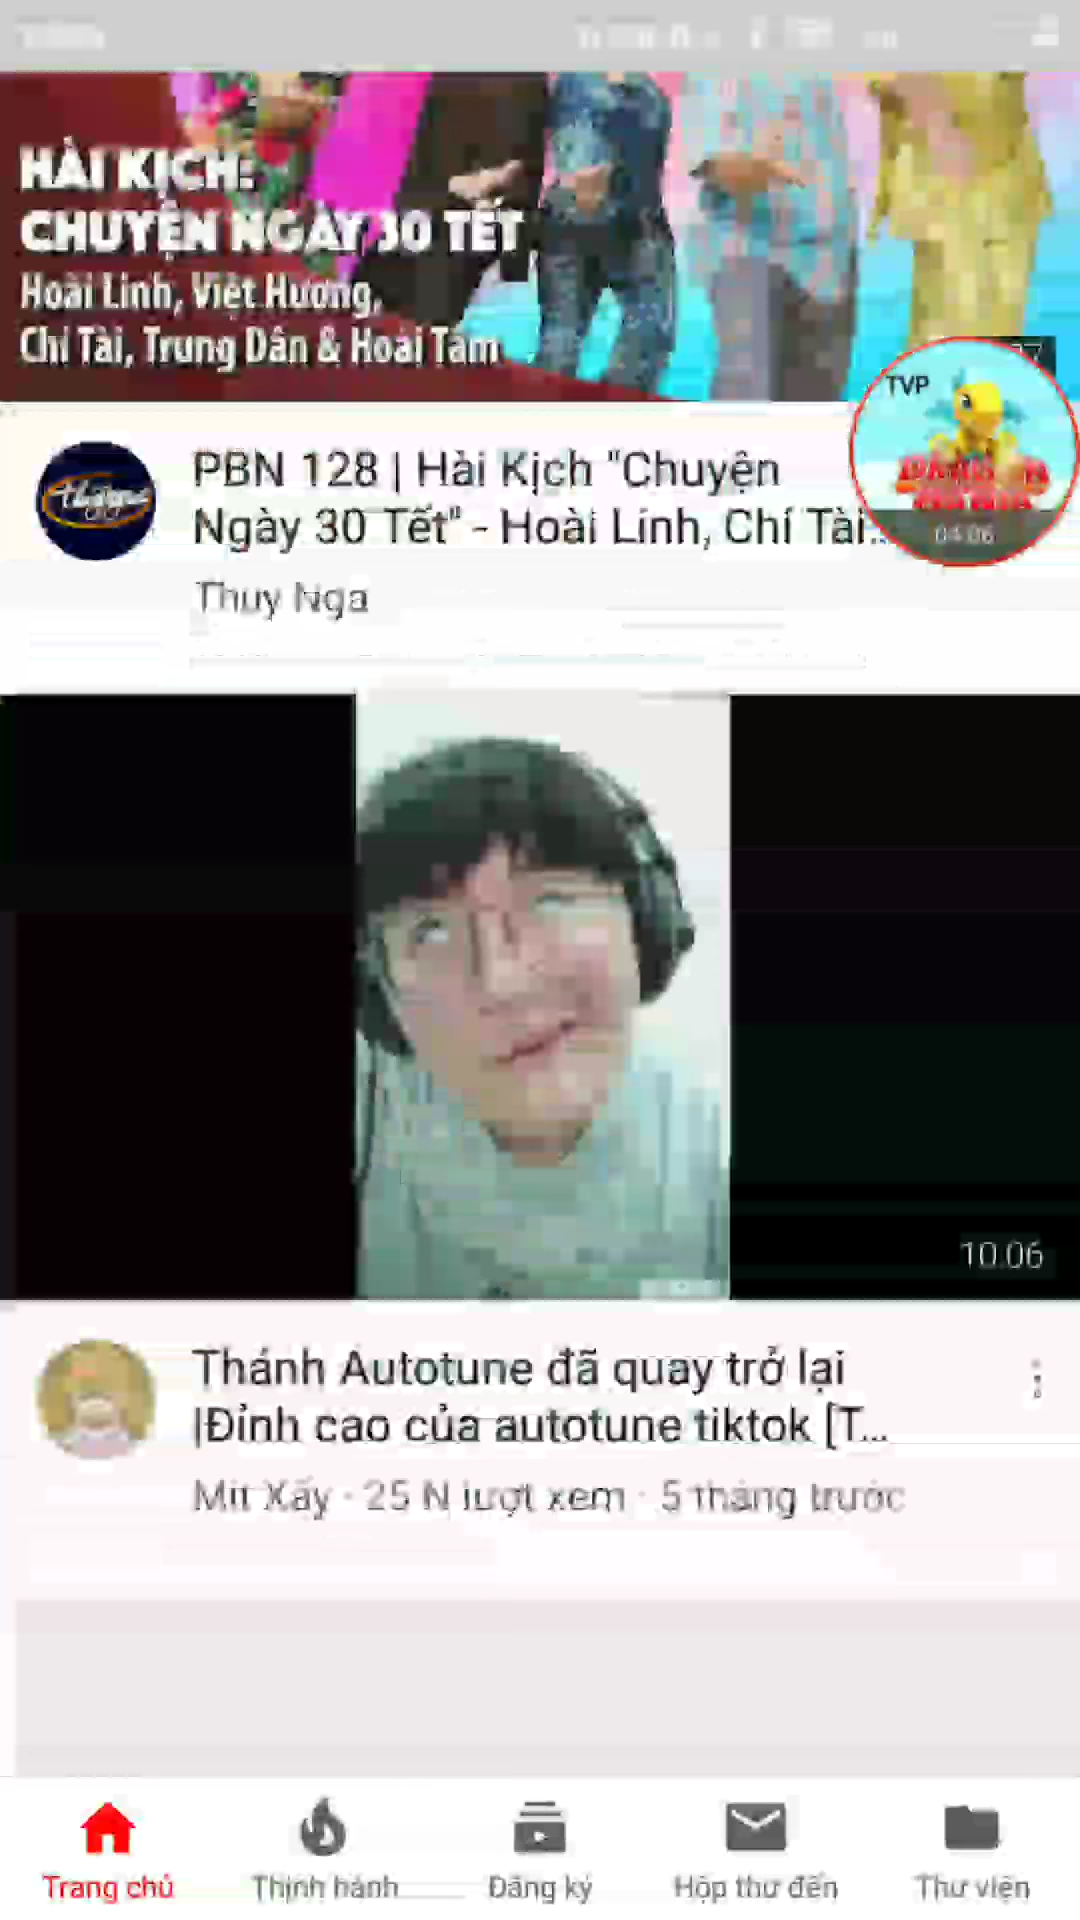 HÀI KỊCH:
CHUYỆN NGÀY 30 TẾT
Hoài Linh, Việt Hương,
Chí Tài, Trung Dân & Hoài Tâm
TVP
04:06
PBN 128 | Hài Kịch "Chuyện
Ngày 30 Tết" - Hoài Linh, Chí Tài...
Thuy Nga
10:06
Thánh Autotune đã quay trở lại
|Đỉnh cao của autotune tiktok [T...
Mít Xấy · 25 N lượt xem · 5 tháng trước
Trang chủ
Thịnh hành
Đăng ký
Hộp thư đến
Thư viện